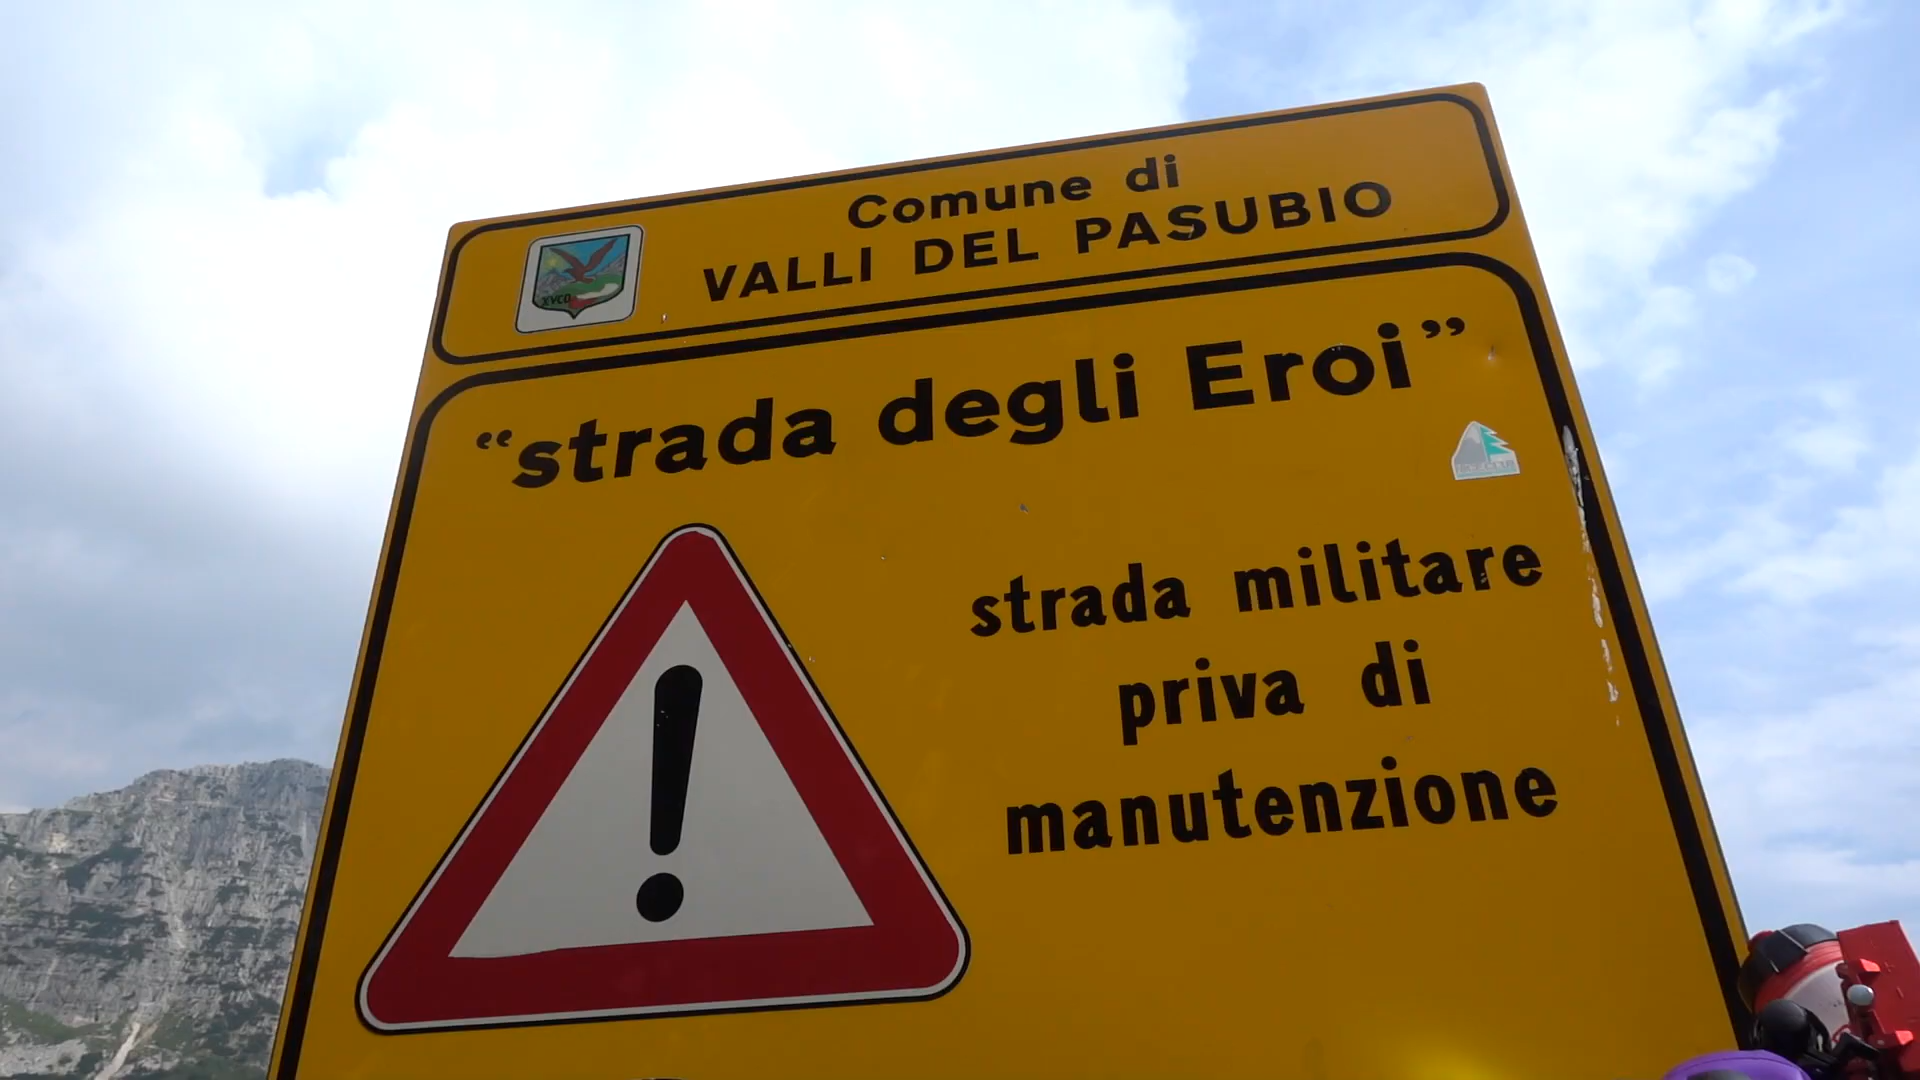 Comune di
VALLI DEL PASUBIO
“strada degli Eroi”
strada militare
priva di
manutenzione